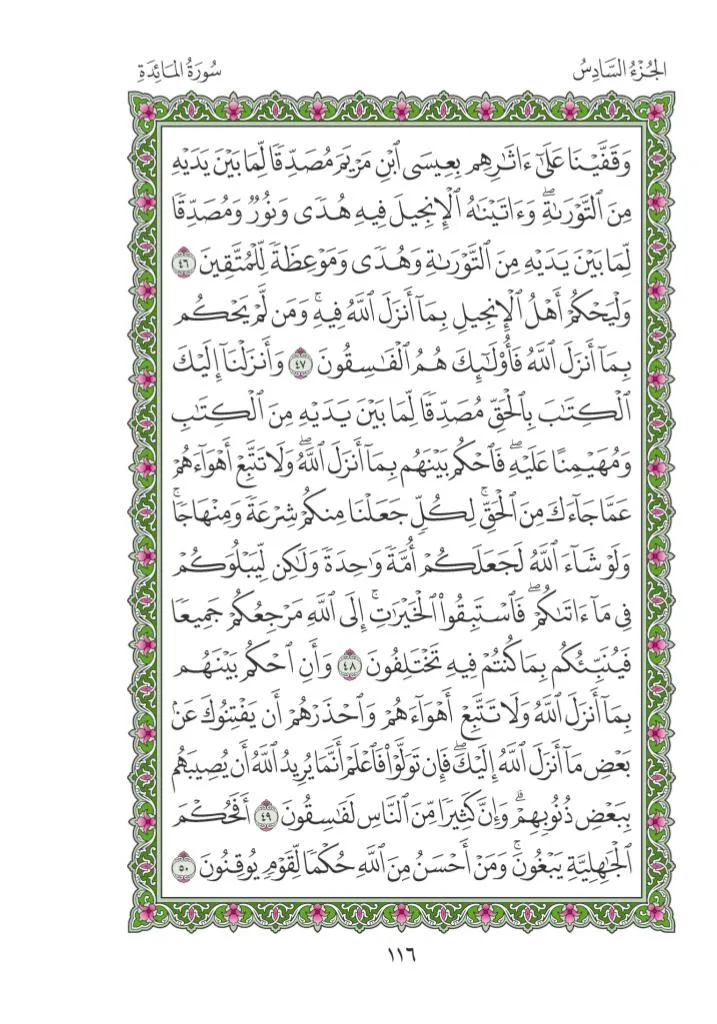 الجُزْءُ السَّادِسُ
سُورَةُ المَائِدَةِ
وَقَفَّيْنَا عَلَىٰٓ ءَاثَٰرِهِم بِعِيسَى ٱبْنِ مَرْيَمَ مُصَدِّقًا لِّمَا بَيْنَ يَدَيْهِ
مِنَ ٱلتَّوْرَىٰةِۖ وَءَاتَيْنَٰهُ ٱلْإِنجِيلَ فِيهِ هُدًى وَنُورٌ وَمُصَدِّقًا
لِّمَا بَيْنَ يَدَيْهِ مِنَ ٱلتَّوْرَىٰةِ وَهُدًى وَمَوْعِظَةً لِّلْمُتَّقِينَ ٤٦
وَلْيَحْكُمْ أَهْلُ ٱلْإِنجِيلِ بِمَآ أَنزَلَ ٱللَّهُ فِيهِۚ وَمَن لَّمْ يَحْكُم
بِمَآ أَنزَلَ ٱللَّهُ فَأُو۟لَٰٓئِكَ هُمُ ٱلْفَٰسِقُونَ ٤٧ وَأَنزَلْنَآ إِلَيْكَ
ٱلْكِتَٰبَ بِٱلْحَقِّ مُصَدِّقًا لِّمَا بَيْنَ يَدَيْهِ مِنَ ٱلْكِتَٰبِ
وَمُهَيْمِنًا عَلَيْهِۖ فَٱحْكُم بَيْنَهُم بِمَآ أَنزَلَ ٱللَّهُۖ وَلَا تَتَّبِعْ أَهْوَآءَهُمْ
عَمَّا جَآءَكَ مِنَ ٱلْحَقِّۚ لِكُلٍّ جَعَلْنَا مِنكُمْ شِرْعَةً وَمِنْهَاجًاۚ
وَلَوْ شَآءَ ٱللَّهُ لَجَعَلَكُمْ أُمَّةً وَٰحِدَةً وَلَٰكِن لِّيَبْلُوَكُمْ
فِى مَآ ءَاتَىٰكُمْۖ فَٱسْتَبِقُوا۟ ٱلْخَيْرَٰتِۚ إِلَى ٱللَّهِ مَرْجِعُكُمْ جَمِيعًا
فَيُنَبِّئُكُم بِمَا كُنتُمْ فِيهِ تَخْتَلِفُونَ ٤٨ وَأَنِ ٱحْكُم بَيْنَهُم
بِمَآ أَنزَلَ ٱللَّهُ وَلَا تَتَّبِعْ أَهْوَآءَهُمْ وَٱحْذَرْهُمْ أَن يَفْتِنُوكَ عَنۢ
بَعْضِ مَآ أَنزَلَ ٱللَّهُ إِلَيْكَۖ فَإِن تَوَلَّوْا۟ فَٱعْلَمْ أَنَّمَا يُرِيدُ ٱللَّهُ أَن يُصِيبَهُم
بِبَعْضِ ذُنُوبِهِمْۗ وَإِنَّ كَثِيرًا مِّنَ ٱلنَّاسِ لَفَٰسِقُونَ ٤٩ أَفَحُكْمَ
ٱلْجَٰهِلِيَّةِ يَبْغُونَۚ وَمَنْ أَحْسَنُ مِنَ ٱللَّهِ حُكْمًا لِّقَوْمٍ يُوقِنُونَ ٥٠
١١٦